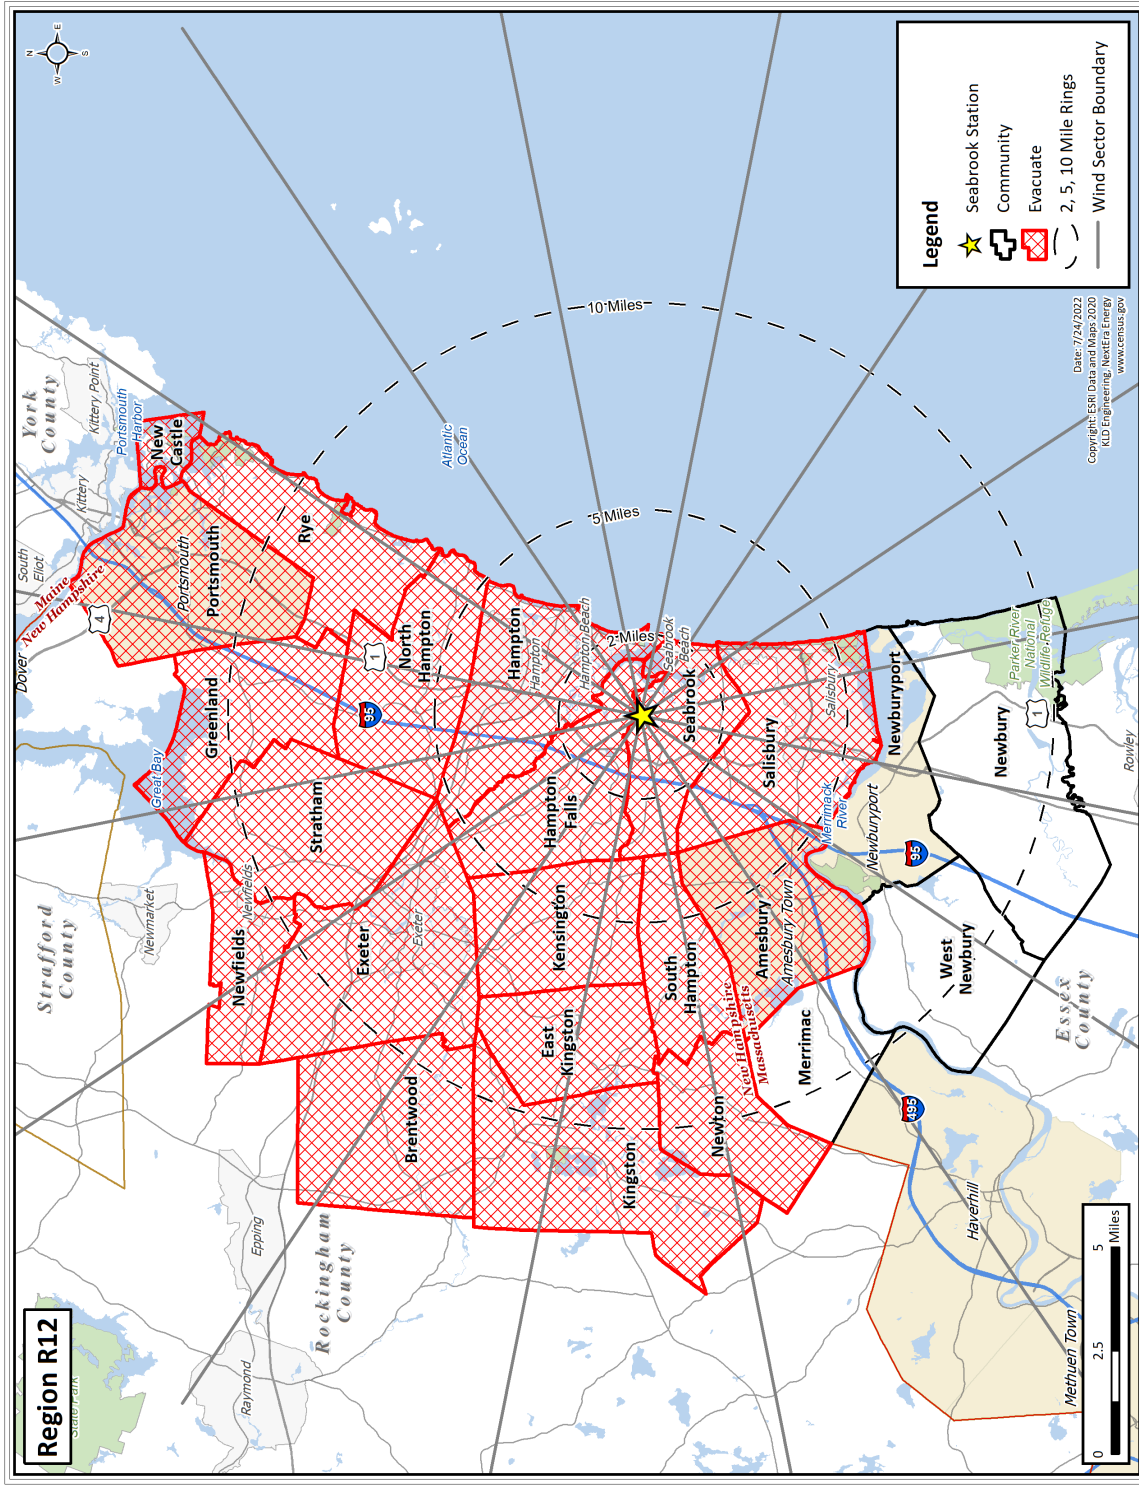 Region R12
State Park
Raymond
Epping
Rockingham
County
Strafford
County
Newmarket
Dover
South
Eliot
York
County
Kittery
Kittery Point
Portsmouth
Harbor
Maine
New Hampshire
4
Great Bay
New
Castle
Portsmouth
Portsmouth
Rye
Greenland
Stratham
Newfields
Newfields
Exeter
Exeter
Brentwood
95
1
North
Hampton
Hampton
Hampton
Hampton Beach
Hampton
Falls
Kensington
East
Kingston
Kingston
Newton
South
Hampton
Seabrook
Seabrook
Beach
Salisbury
Salisbury
Amesbury
Amesbury Town
New Hampshire
Massachusetts
Merrimac
Merrimack
River
Newburyport
Newburyport
Newbury
West
Newbury
95
1
495
Parker River
National
Wildlife Refuge
Rowley
Essex
County
Haverhill
Methuen Town
Atlantic
Ocean
2 Miles
5 Miles
10 Miles
N
E
S
W
Legend
Seabrook Station
Community
Evacuate
2, 5, 10 Mile Rings
Wind Sector Boundary
Date: 7/24/2022
Copyright: ESRI Data and Maps 2020
KLD Engineering, NextEra Energy
www.census.gov
0
2.5
5
Miles